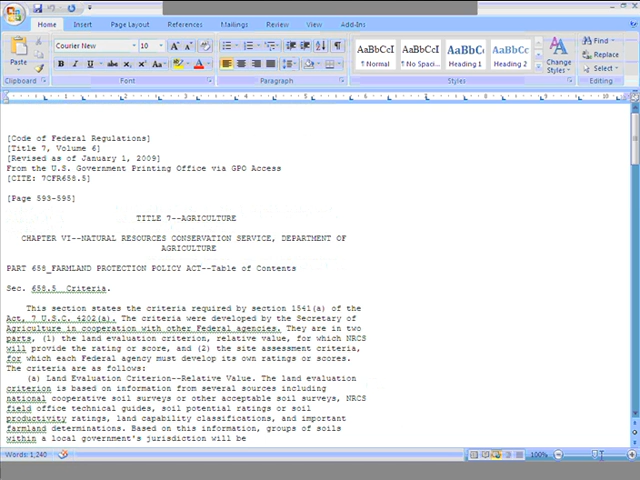 Home Insert Page Layout References Mailings Review View Add-Ins
Courier New 10
Paste
AaBbCcI AaBbCcI AaBbC AaBbCc
¶ Normal ¶ No Spaci... Heading 1 Heading 2
Change Styles
Find
Replace
Select
Clipboard Font Paragraph Styles Editing
[Code of Federal Regulations]
[Title 7, Volume 6]
[Revised as of January 1, 2009]
From the U.S. Government Printing Office via GPO Access
[CITE: 7CFR658.5]
[Page 593-595]
TITLE 7--AGRICULTURE
CHAPTER VI--NATURAL RESOURCES CONSERVATION SERVICE, DEPARTMENT OF
AGRICULTURE
PART 658_FARMLAND PROTECTION POLICY ACT--Table of Contents
Sec. 658.5 Criteria.
This section states the criteria required by section 1541(a) of the
Act, 7 U.S.C. 4202(a). The criteria were developed by the Secretary of
Agriculture in cooperation with other Federal agencies. They are in two
parts, (1) the land evaluation criterion, relative value, for which NRCS
will provide the rating or score, and (2) the site assessment criteria,
for which each Federal agency must develop its own ratings or scores.
The criteria are as follows:
(a) Land Evaluation Criterion--Relative Value. The land evaluation
criterion is based on information from several sources including
national cooperative soil surveys or other acceptable soil surveys, NRCS
field office technical guides, soil potential ratings or soil
productivity ratings, land capability classifications, and important
farmland determinations. Based on this information, groups of soils
within a local government's jurisdiction will be
Words: 1,240 100%